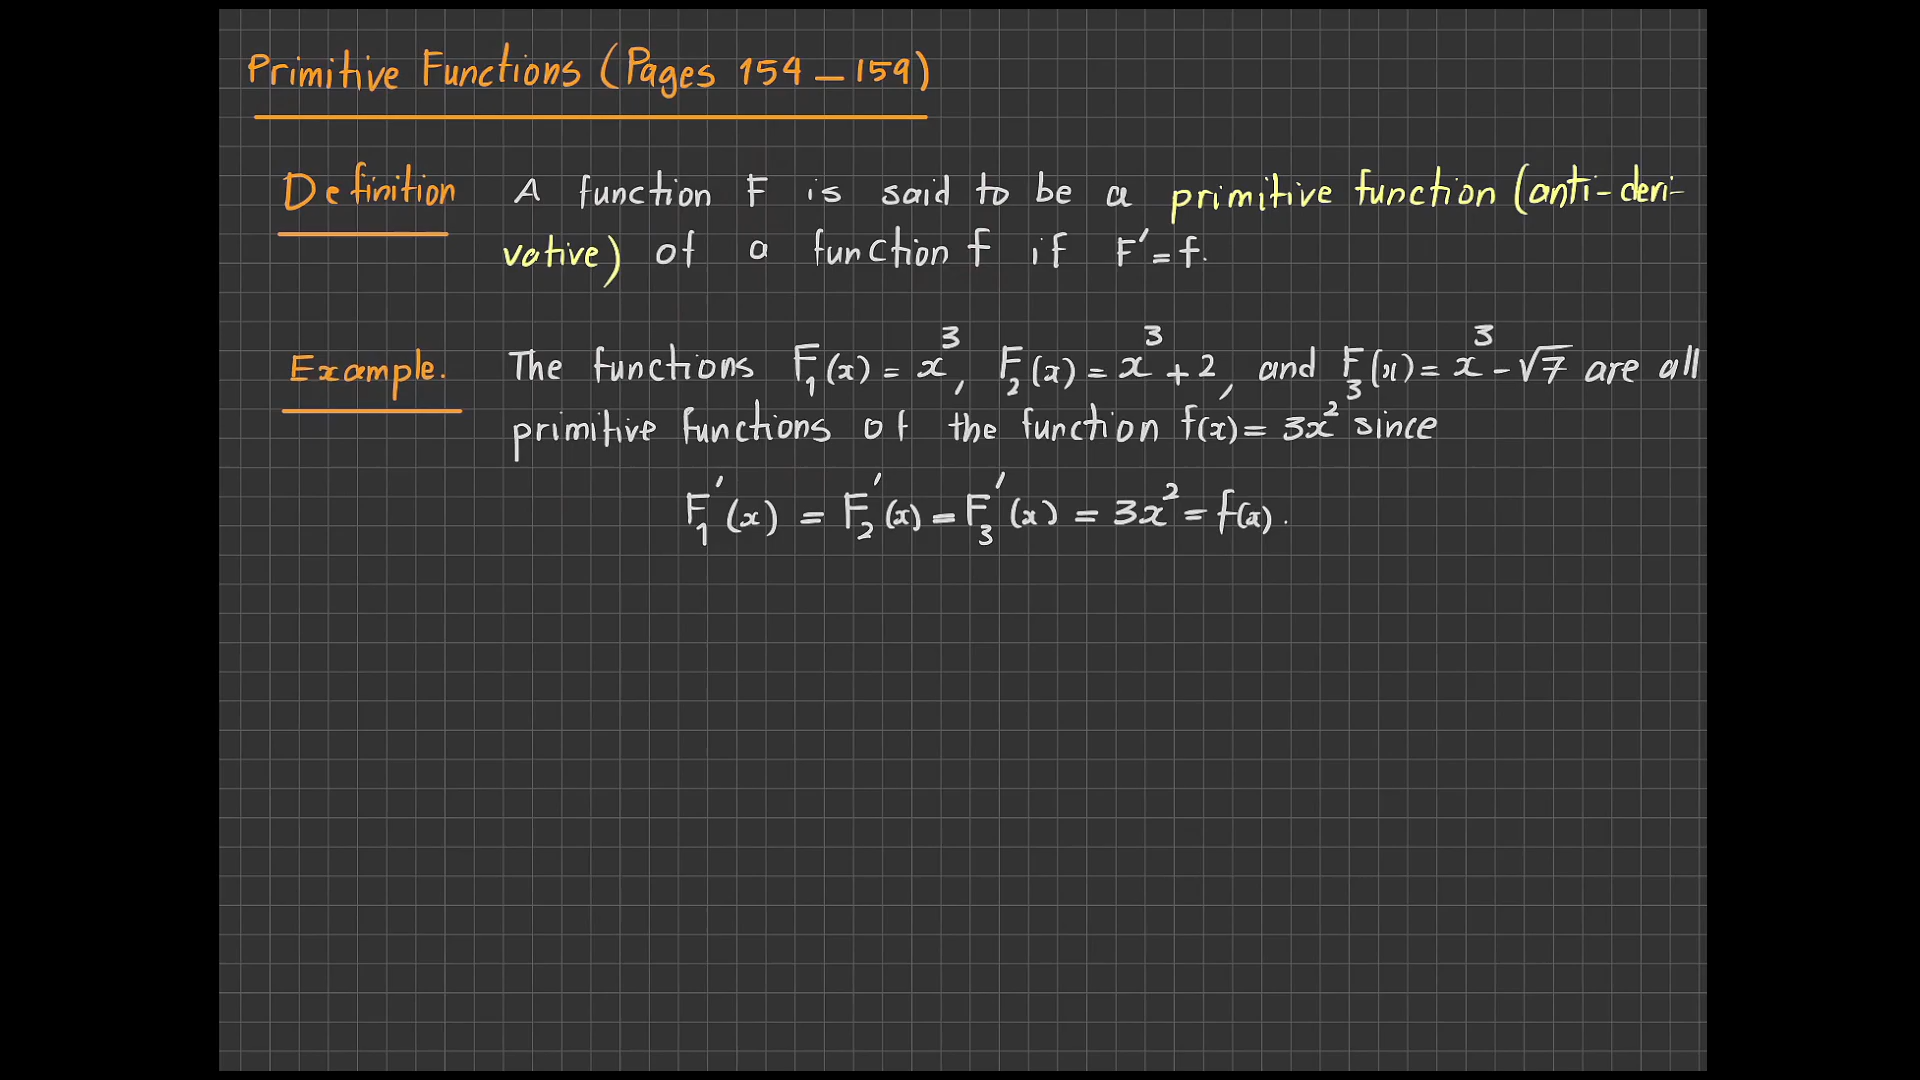 Primitive Functions (Pages 154 – 159)
Definition A function F is said to be a primitive function (anti-deri-
vative) of a function f if F′ = f.
Example. The functions F₁(x) = x³, F₂(x) = x³ + 2, and F₃(x) = x³ – √7 are all
primitive functions of the function f(x) = 3x² since
F₁′(x) = F₂′(x) = F₃′(x) = 3x² = f(x).